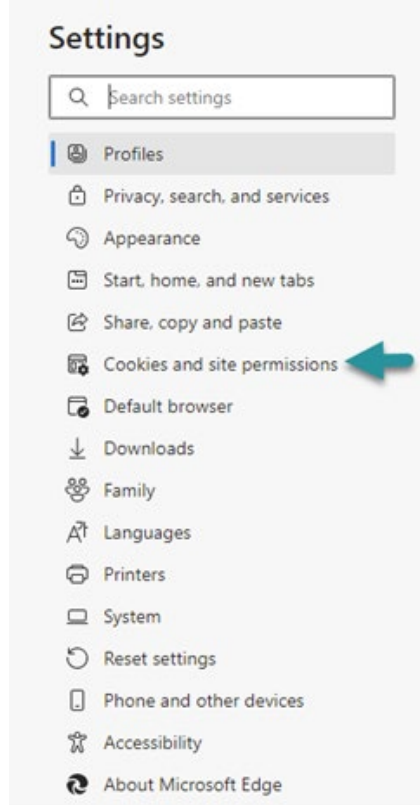 Settings
Search settings
Profiles
Privacy, search, and services
Appearance
Start, home, and new tabs
Share, copy and paste
Cookies and site permissions
Default browser
Downloads
Family
Languages
Printers
System
Reset settings
Phone and other devices
Accessibility
About Microsoft Edge